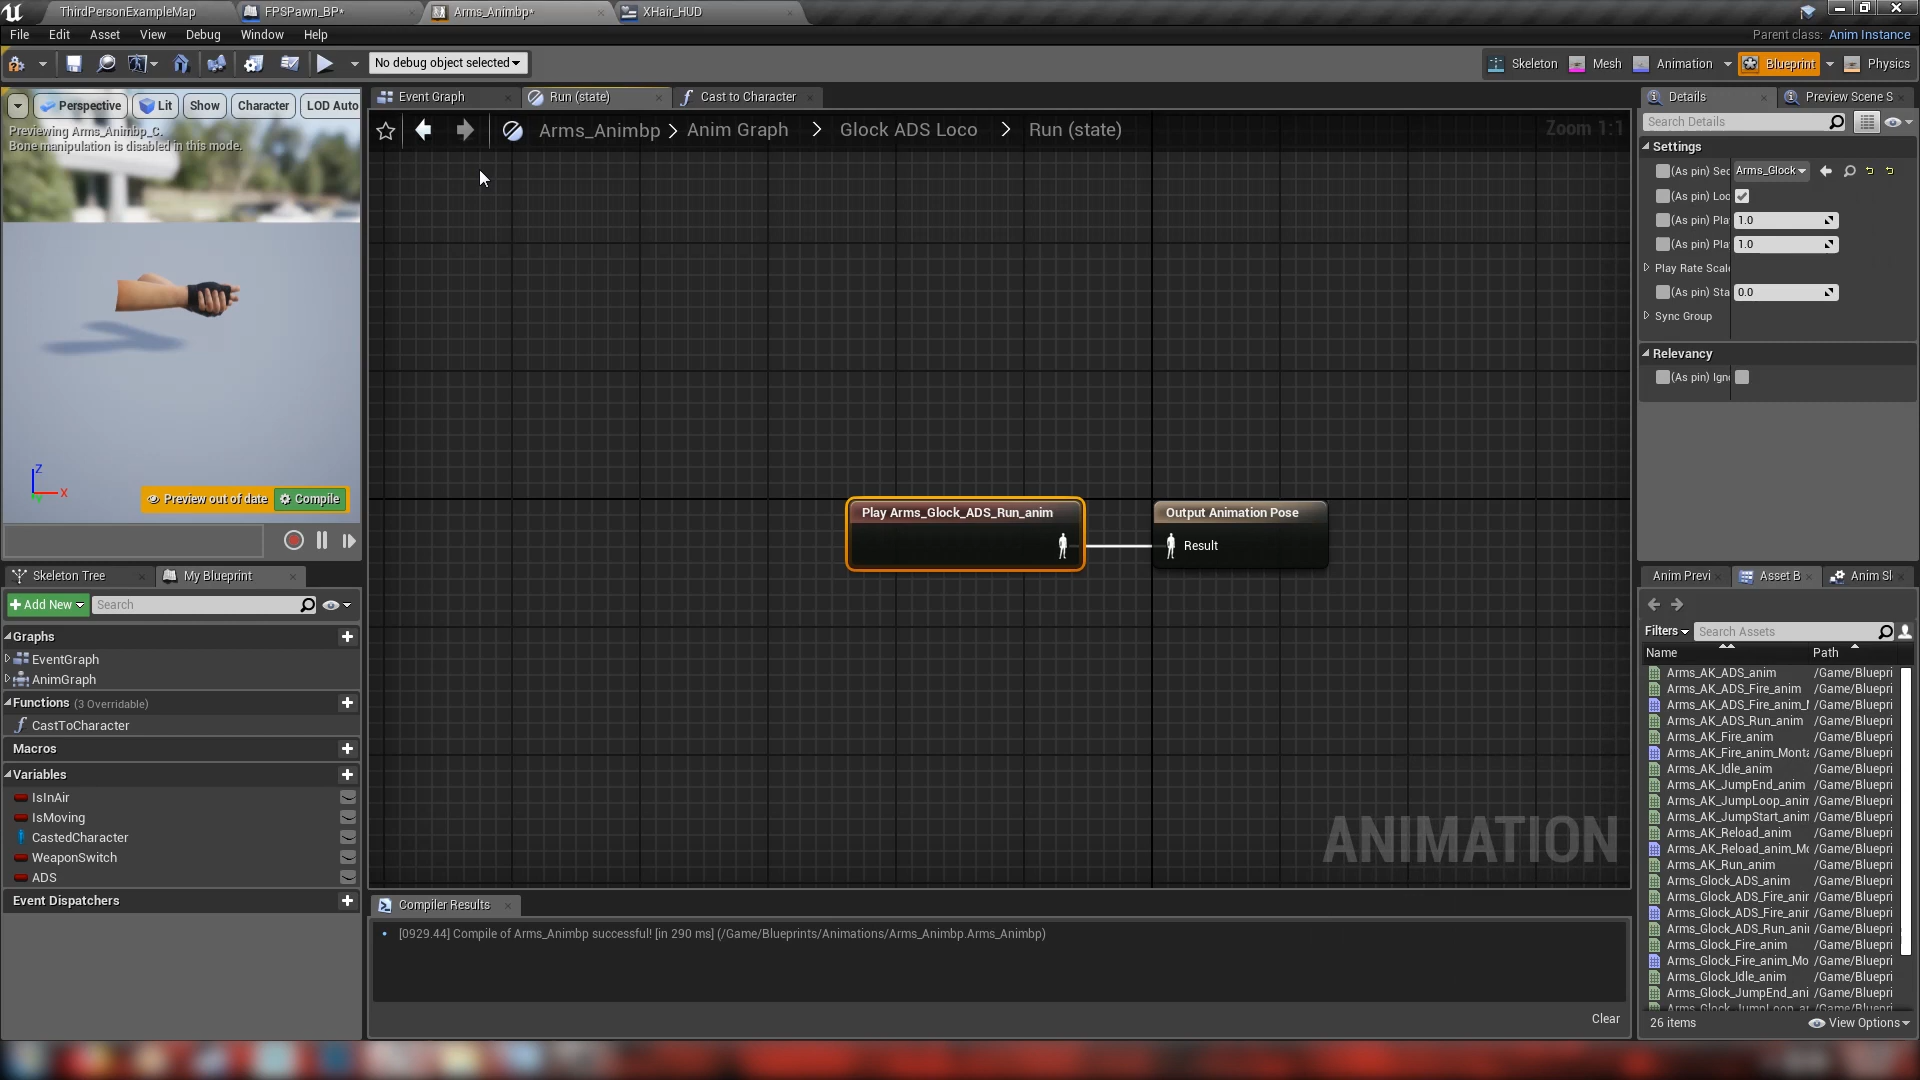 ThirdPersonExampleMap
FPSPawn_BP*
Arms_Animbp*
XHair_HUD
File Edit Asset View Debug Window Help
Parent class: Anim Instance
No debug object selected
Skeleton Mesh Animation Blueprint Physics
Perspective Lit Show Character LOD Auto
Previewing Arms_Animbp_C.
Bone manipulation is disabled in this mode.
Z
X
Preview out of date Compile
Event Graph
Run (state)
Cast to Character
Arms_Animbp > Anim Graph > Glock ADS Loco > Run (state)
Zoom 1:1
Play Arms_Glock_ADS_Run_anim
Output Animation Pose
Result
ANIMATION
Skeleton Tree
My Blueprint
Add New Search
Graphs
EventGraph
AnimGraph
Functions (3 Overridable)
CastToCharacter
Macros
Variables
IsInAir
IsMoving
CastedCharacter
WeaponSwitch
ADS
Event Dispatchers
Compiler Results
[0929.44] Compile of Arms_Animbp successful! [in 290 ms] (/Game/Blueprints/Animations/Arms_Animbp.Arms_Animbp)
Clear
Details
Preview Scene S
Search Details
Settings
(As pin) Sec Arms_Glock
(As pin) Loo
(As pin) Pla 1.0
(As pin) Pla 1.0
Play Rate Scale
(As pin) Sta 0.0
Sync Group
Relevancy
(As pin) Ign
Anim Previ
Asset B
Anim Sl
Filters Search Assets
Name Path
Arms_AK_ADS_anim /Game/Bluepri
Arms_AK_ADS_Fire_anim /Game/Bluepri
Arms_AK_ADS_Fire_anim_M /Game/Bluepri
Arms_AK_ADS_Run_anim /Game/Bluepri
Arms_AK_Fire_anim /Game/Bluepri
Arms_AK_Fire_anim_Monta /Game/Bluepri
Arms_AK_Idle_anim /Game/Bluepri
Arms_AK_JumpEnd_anim /Game/Bluepri
Arms_AK_JumpLoop_anim /Game/Bluepri
Arms_AK_JumpStart_anim /Game/Bluepri
Arms_AK_Reload_anim /Game/Bluepri
Arms_AK_Reload_anim_Mo /Game/Bluepri
Arms_AK_Run_anim /Game/Bluepri
Arms_Glock_ADS_anim /Game/Bluepri
Arms_Glock_ADS_Fire_anim /Game/Bluepri
Arms_Glock_ADS_Fire_anim /Game/Bluepri
Arms_Glock_ADS_Run_anim /Game/Bluepri
Arms_Glock_Fire_anim /Game/Bluepri
Arms_Glock_Fire_anim_Mo /Game/Bluepri
Arms_Glock_Idle_anim /Game/Bluepri
Arms_Glock_JumpEnd_ani /Game/Bluepri
26 items
View Options